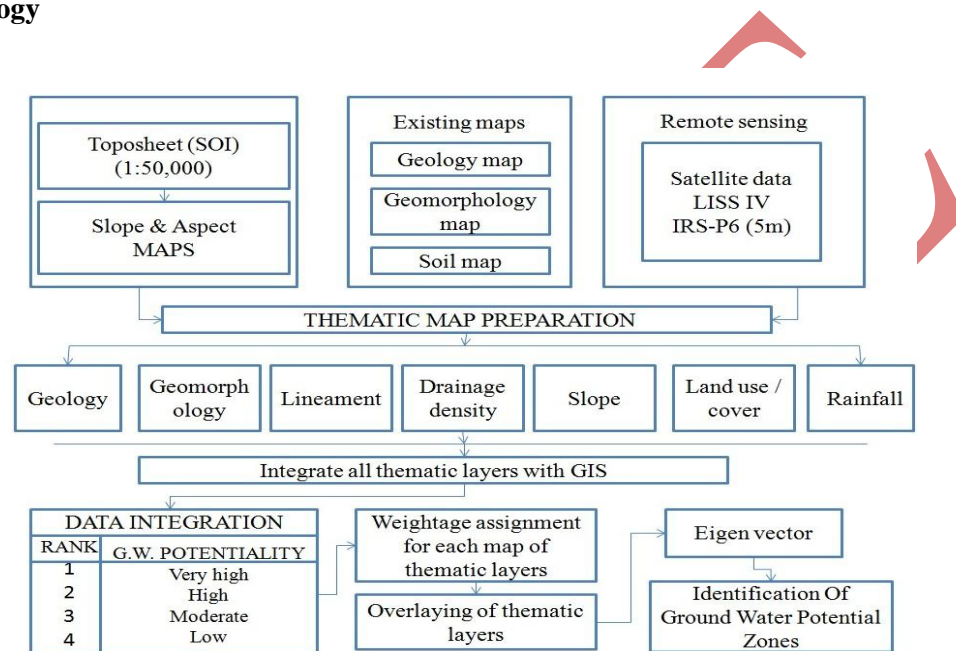 ogy
Toposheet (SOI)
(1:50,000)
Slope & Aspect
MAPS
Existing maps
Geology map
Geomorphology
map
Soil map
Remote sensing
Satellite data
LISS IV
IRS-P6 (5m)
THEMATIC MAP PREPARATION
Geology
Geomorph
ology
Lineament
Drainage
density
Slope
Land use /
cover
Rainfall
Integrate all thematic layers with GIS
DATA INTEGRATION
RANK G.W. POTENTIALITY
1 Very high
2 High
3 Moderate
4 Low
Weightage assignment
for each map of
thematic layers
Overlaying of thematic
layers
Eigen vector
Identification Of
Ground Water Potential
Zones